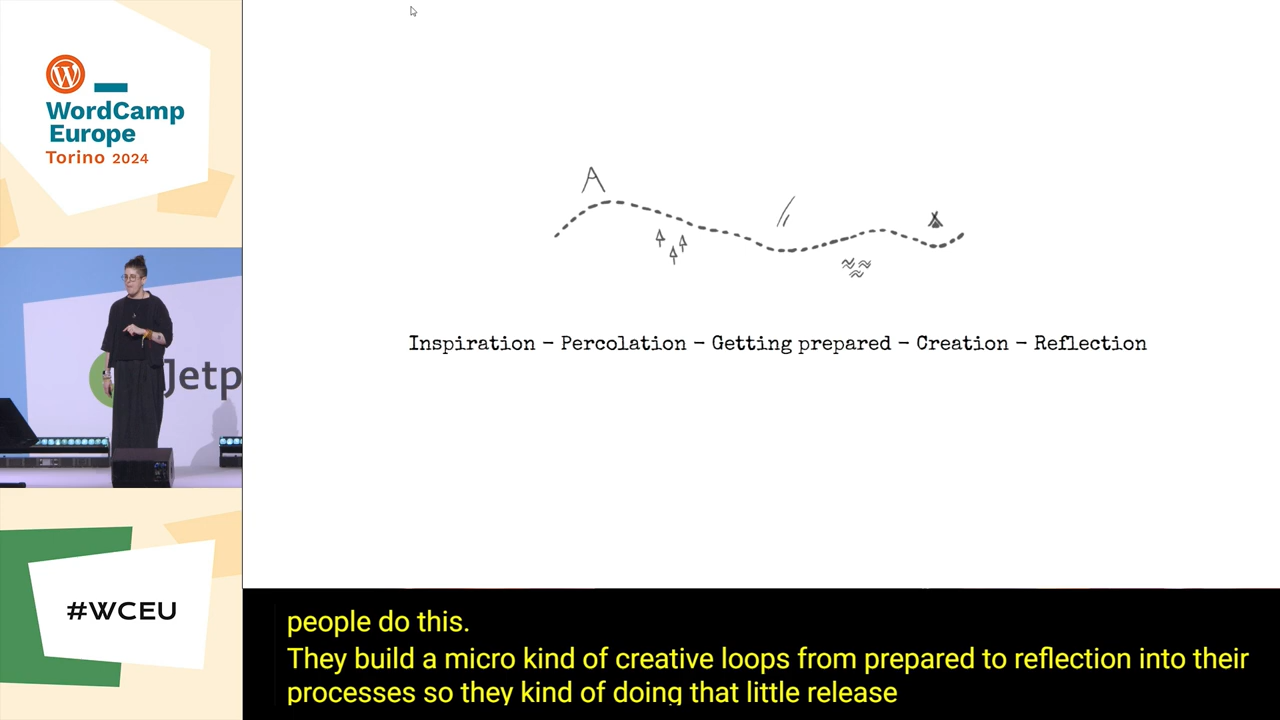 WordCamp
Europe
Torino 2024
Jetp
#WCEU
A
Inspiration – Percolation – Getting prepared – Creation – Reflection
people do this.
They build a micro kind of creative loops from prepared to reflection into their
processes so they kind of doing that little release